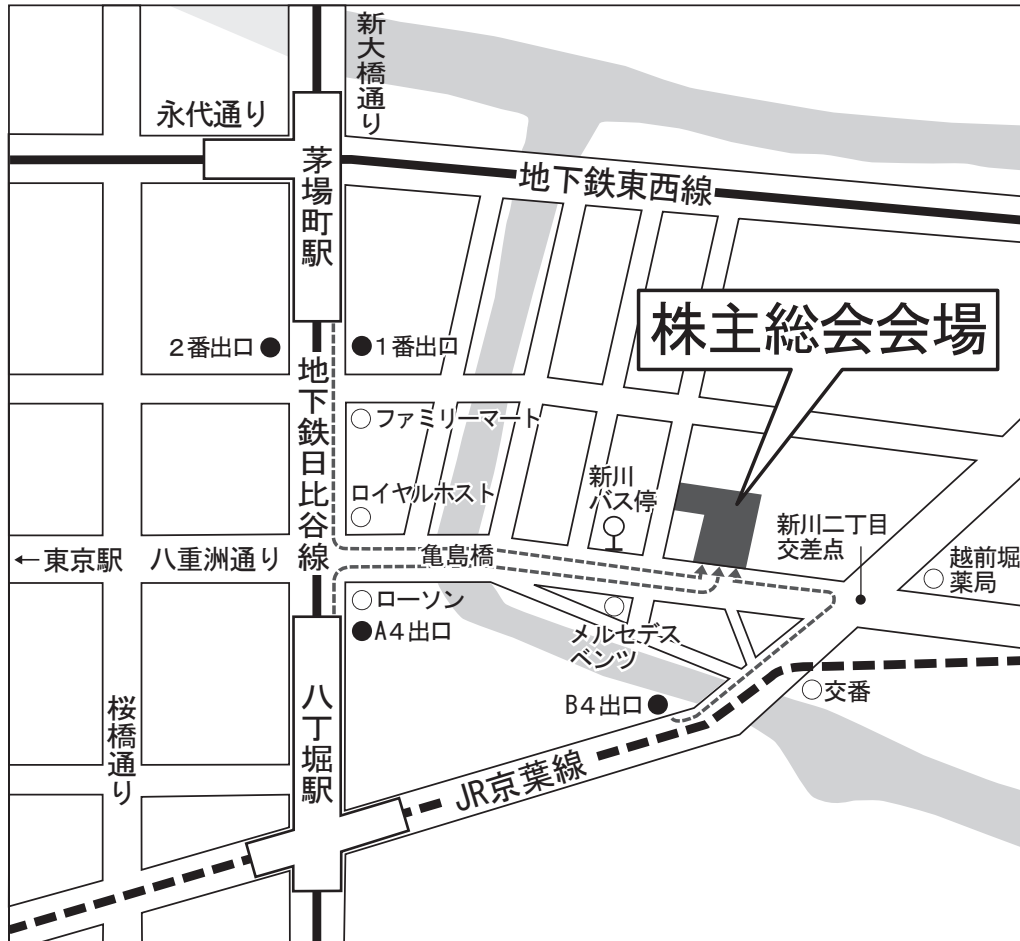 新大橋通り
永代通り
茅場町駅
地下鉄東西線
株主総会会場
2番出口
1番出口
地下鉄日比谷線
ファミリーマート
ロイヤルホスト
新川
バス停
新川二丁目
交差点
←東京駅
八重洲通り
亀島橋
越前堀
薬局
ローソン
A4出口
メルセデス
ベンツ
B4出口
交番
桜橋通り
八丁堀駅
JR京葉線